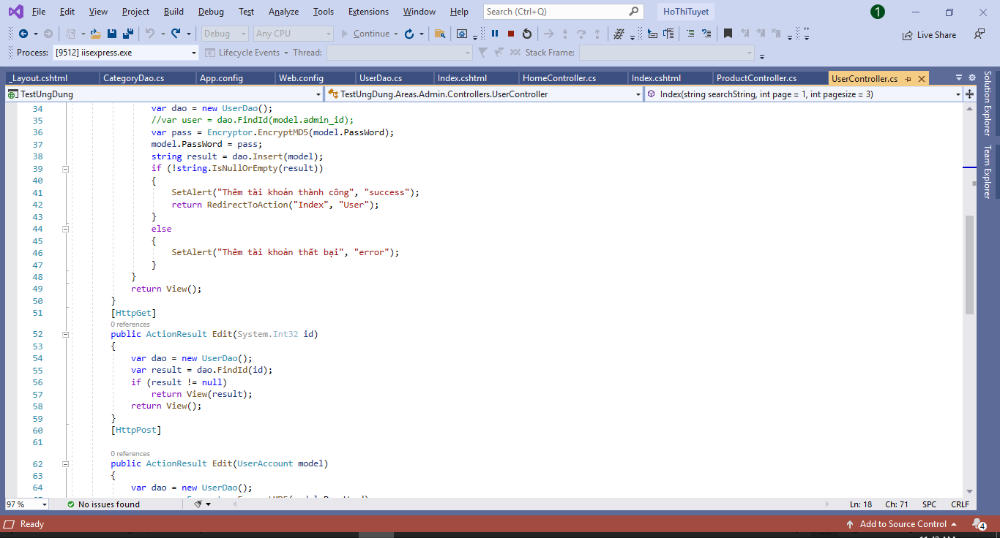 File Edit View Project Build Debug Test Analyze Tools Extensions Window Help Search (Ctrl+Q) HoThiTuyet 1
Debug Any CPU Continue Live Share
Process: [9512] iisexpress.exe Lifecycle Events Thread: Stack Frame:
_Layout.cshtml CategoryDao.cs App.config Web.config UserDao.cs Index.cshtml HomeController.cs Index.cshtml ProductController.cs UserController.cs
TestUngDung TestUngDung.Areas.Admin.Controllers.UserController Index(string searchString, int page = 1, int pagesize = 3)
34 var dao = new UserDao();
35 //var user = dao.FindId(model.admin_id);
36 var pass = Encryptor.EncryptMD5(model.PassWord);
37 model.PassWord = pass;
38 string result = dao.Insert(model);
39 if (!string.IsNullOrEmpty(result))
40 {
41 SetAlert("Thêm tài khoản thành công", "success");
42 return RedirectToAction("Index", "User");
43 }
44 else
45 {
46 SetAlert("Thêm tài khoản thất bại", "error");
47 }
48 }
49 return View();
50 }
51 [HttpGet]
0 references
52 public ActionResult Edit(System.Int32 id)
53 {
54 var dao = new UserDao();
55 var result = dao.FindId(id);
56 if (result != null)
57 return View(result);
58 return View();
59 }
60 [HttpPost]
61
0 references
62 public ActionResult Edit(UserAccount model)
63 {
64 var dao = new UserDao();
Solution Explorer
Team Explorer
97 % No issues found Ln: 18 Ch: 71 SPC CRLF
Ready Add to Source Control 4